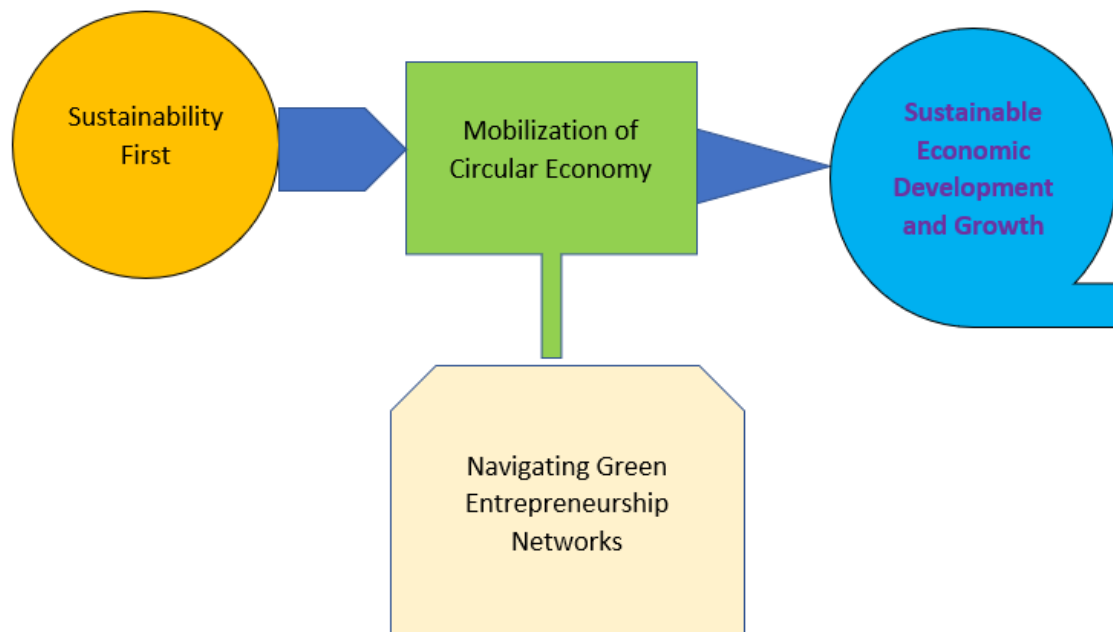 Sustainability
First
Mobilization of
Circular Economy
Sustainable
Economic
Development
and Growth
Navigating Green
Entrepreneurship
Networks